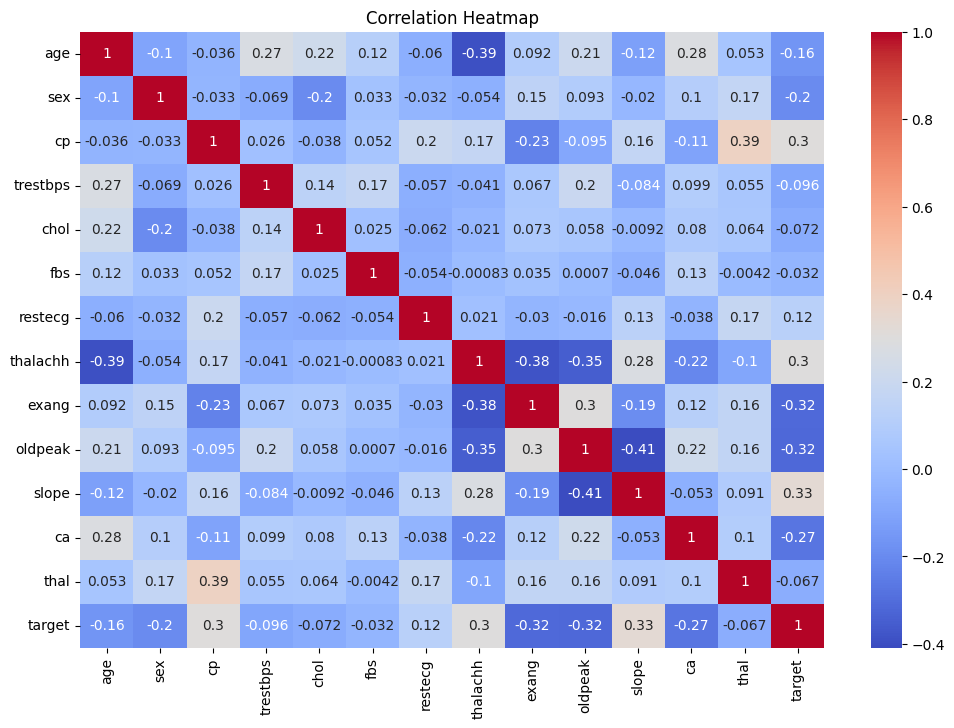 Correlation Heatmap
age 1 -0.1 -0.036 0.27 0.22 0.12 -0.06 -0.39 0.092 0.21 -0.12 0.28 0.053 -0.16
sex -0.1 1 -0.033 -0.069 -0.2 0.033 -0.032 -0.054 0.15 0.093 -0.02 0.1 0.17 -0.2
cp -0.036 -0.033 1 0.026 -0.038 0.052 0.2 0.17 -0.23 -0.095 0.16 -0.11 0.39 0.3
trestbps 0.27 -0.069 0.026 1 0.14 0.17 -0.057 -0.041 0.067 0.2 -0.084 0.099 0.055 -0.096
chol 0.22 -0.2 -0.038 0.14 1 0.025 -0.062 -0.021 0.073 0.058 -0.0092 0.08 0.064 -0.072
fbs 0.12 0.033 0.052 0.17 0.025 1 -0.054 -0.00083 0.035 0.0007 -0.046 0.13 -0.0042 -0.032
restecg -0.06 -0.032 0.2 -0.057 -0.062 -0.054 1 0.021 -0.03 -0.016 0.13 -0.038 0.17 0.12
thalachh -0.39 -0.054 0.17 -0.041 -0.021 -0.00083 0.021 1 -0.38 -0.35 0.28 -0.22 -0.1 0.3
exang 0.092 0.15 -0.23 0.067 0.073 0.035 -0.03 -0.38 1 0.3 -0.19 0.12 0.16 -0.32
oldpeak 0.21 0.093 -0.095 0.2 0.058 0.0007 -0.016 -0.35 0.3 1 -0.41 0.22 0.16 -0.32
slope -0.12 -0.02 0.16 -0.084 -0.0092 -0.046 0.13 0.28 -0.19 -0.41 1 -0.053 0.091 0.33
ca 0.28 0.1 -0.11 0.099 0.08 0.13 -0.038 -0.22 0.12 0.22 -0.053 1 0.1 -0.27
thal 0.053 0.17 0.39 0.055 0.064 -0.0042 0.17 -0.1 0.16 0.16 0.091 0.1 1 -0.067
target -0.16 -0.2 0.3 -0.096 -0.072 -0.032 0.12 0.3 -0.32 -0.32 0.33 -0.27 -0.067 1
age sex cp trestbps chol fbs restecg thalachh exang oldpeak slope ca thal target
1.0
0.8
0.6
0.4
0.2
0.0
−0.2
−0.4